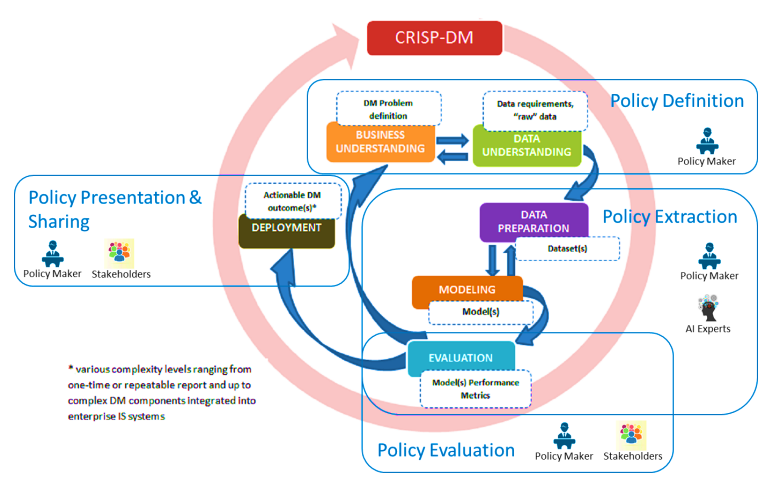 CRISP-DM
Policy Definition
DM Problem
definition
BUSINESS
UNDERSTANDING
Data requirements,
“raw” data
DATA
UNDERSTANDING
Policy Maker
Policy Presentation &
Sharing
Actionable DM
outcome(s)*
DEPLOYMENT
Policy Maker
Stakeholders
Policy Extraction
DATA
PREPARATION
Dataset(s)
Policy Maker
AI Experts
MODELING
Model(s)
EVALUATION
Model(s) Performance
Metrics
* various complexity levels ranging from
one-time or repeatable report and up to
complex DM components integrated into
enterprise IS systems
Policy Evaluation
Policy Maker
Stakeholders